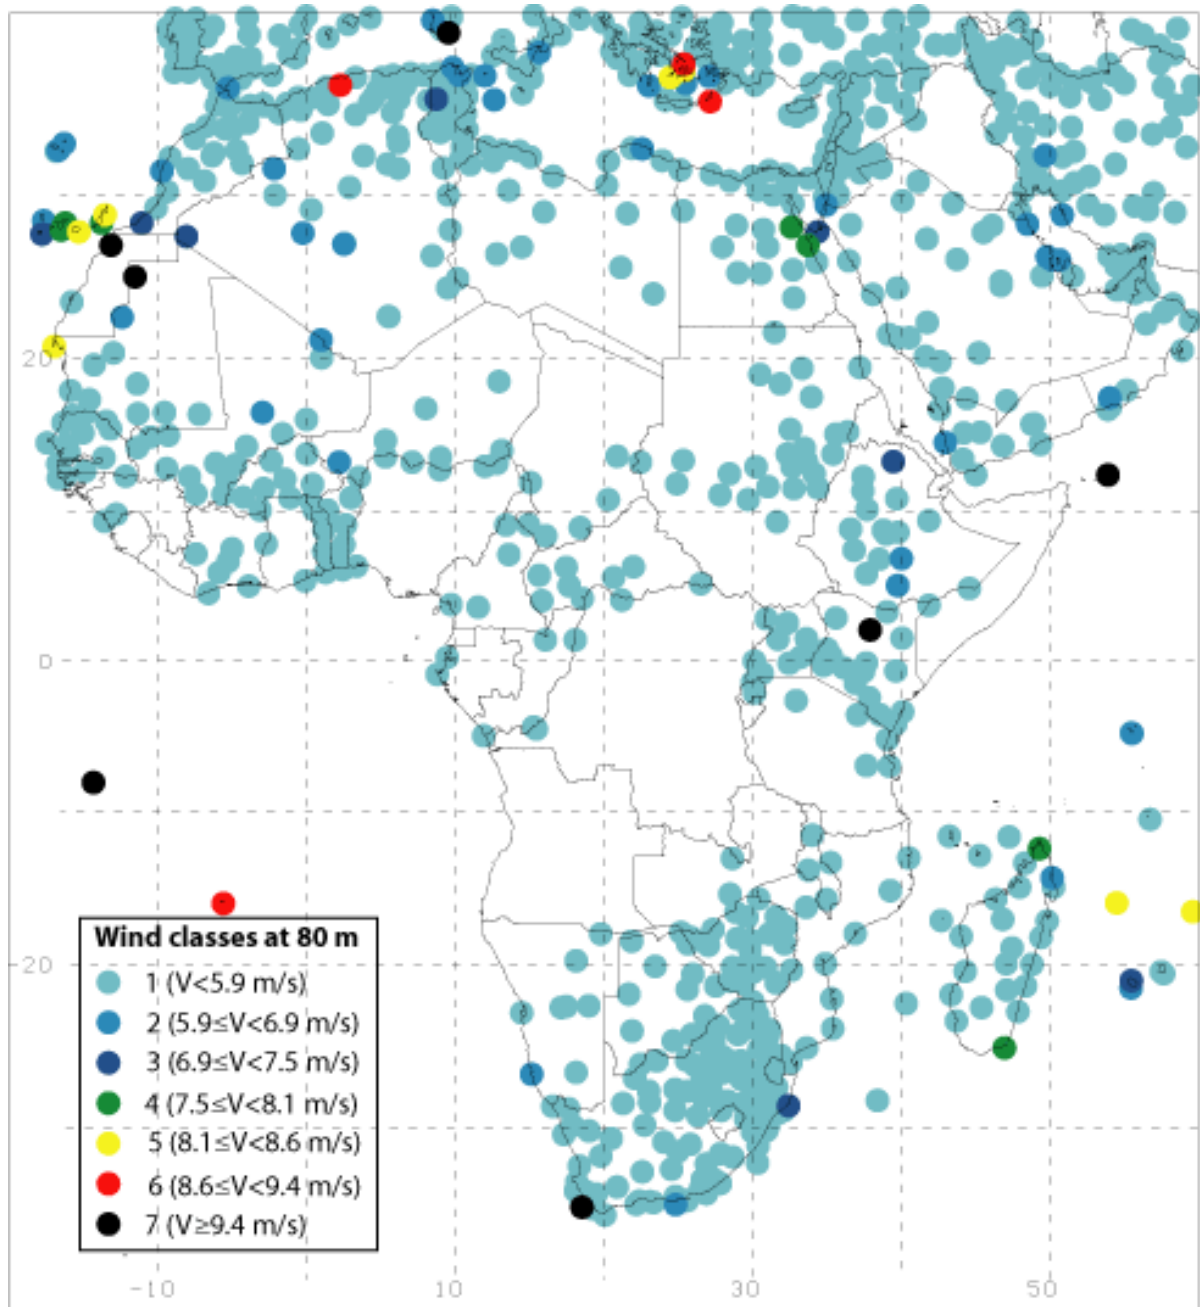 20
0
-20
Wind classes at 80 m
1 (V<5.9 m/s)
2 (5.9≤V<6.9 m/s)
3 (6.9≤V<7.5 m/s)
4 (7.5≤V<8.1 m/s)
5 (8.1≤V<8.6 m/s)
6 (8.6≤V<9.4 m/s)
7 (V≥9.4 m/s)
-10 10 30 50